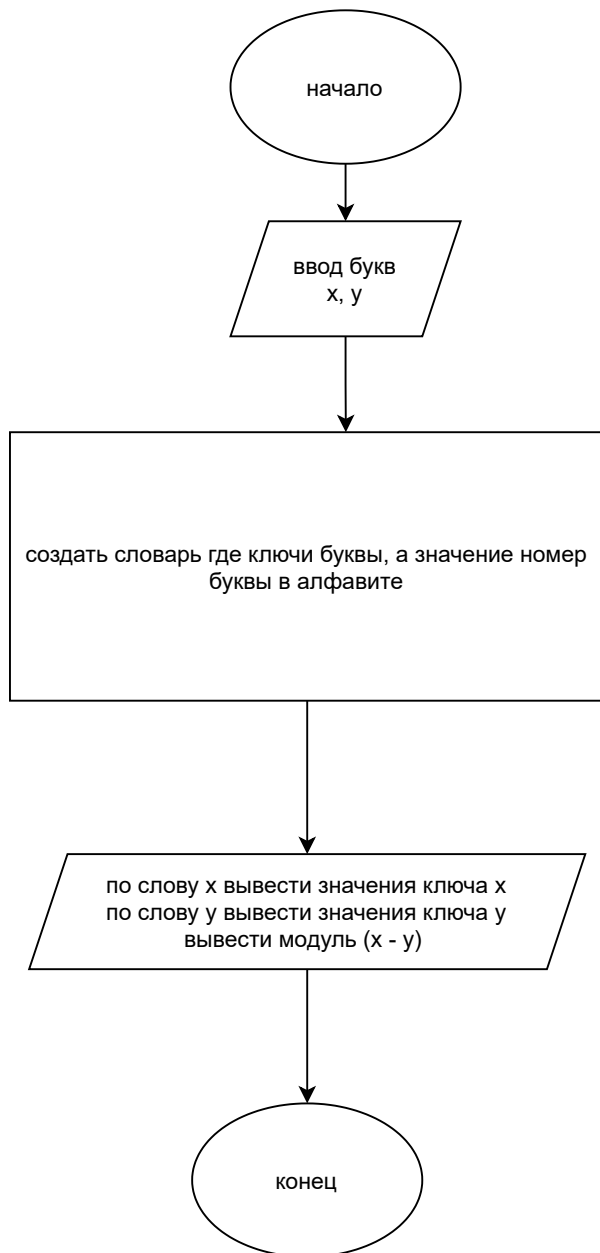 начало
ввод букв
x, y
создать словарь где ключи буквы, а значение номер
буквы в алфавите
по слову x вывести значения ключа x
по слову y вывести значения ключа y
вывести модуль (x - y)
конец